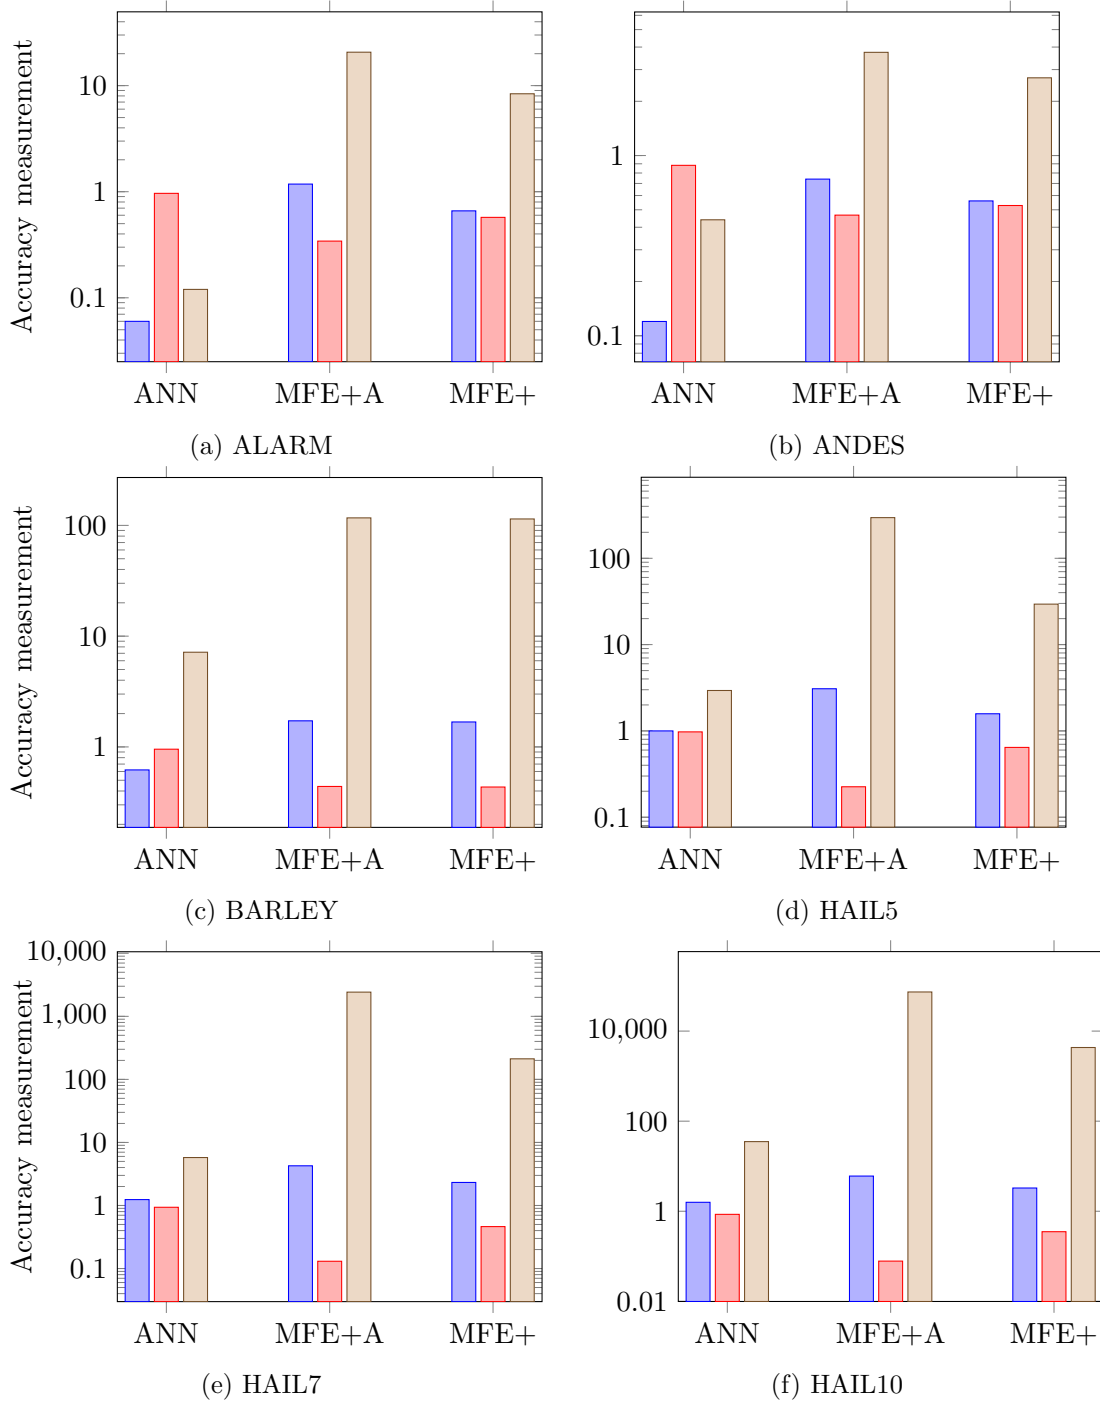 Accuracy measurement
10
1
0.1
ANN MFE+A MFE+
(a) ALARM
1
0.1
ANN MFE+A MFE+
(b) ANDES
Accuracy measurement
100
10
1
ANN MFE+A MFE+
(c) BARLEY
100
10
1
0.1
ANN MFE+A MFE+
(d) HAIL5
Accuracy measurement
10,000
1,000
100
10
1
0.1
ANN MFE+A MFE+
(e) HAIL7
10,000
100
1
0.01
ANN MFE+A MFE+
(f) HAIL10